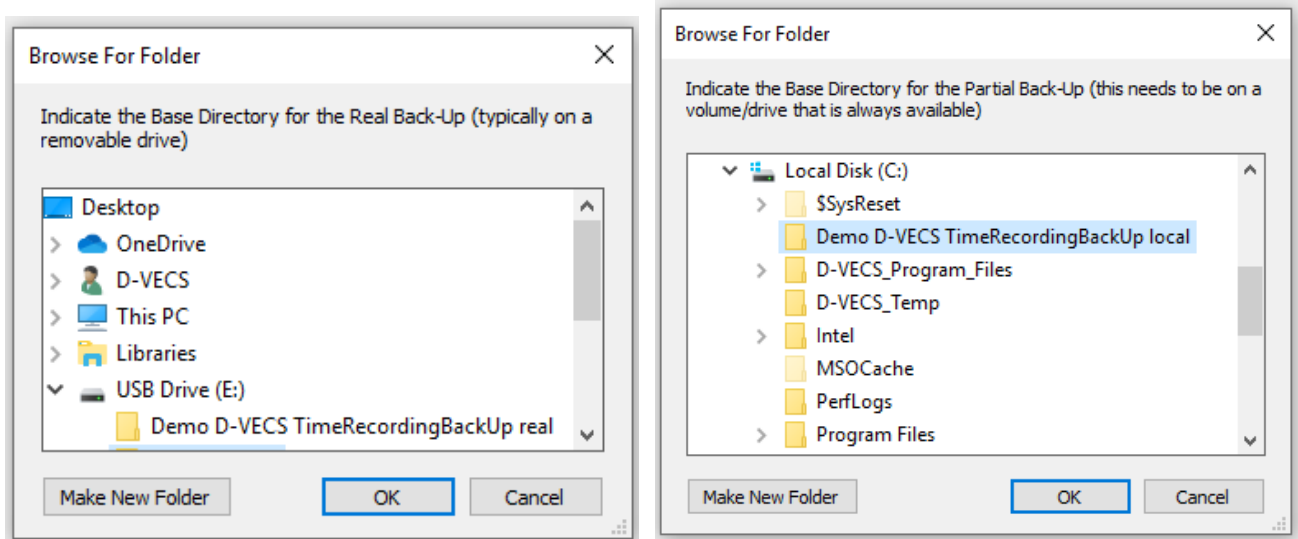 Browse For Folder
Indicate the Base Directory for the Real Back-Up (typically on a
removable drive)
Desktop
OneDrive
D-VECS
This PC
Libraries
USB Drive (E:)
Demo D-VECS TimeRecordingBackUp real
Make New Folder
OK
Cancel
Browse For Folder
Indicate the Base Directory for the Partial Back-Up (this needs to be on a
volume/drive that is always available)
Local Disk (C:)
$SysReset
Demo D-VECS TimeRecordingBackUp local
D-VECS_Program_Files
D-VECS_Temp
Intel
MSOCache
PerfLogs
Program Files
Make New Folder
OK
Cancel